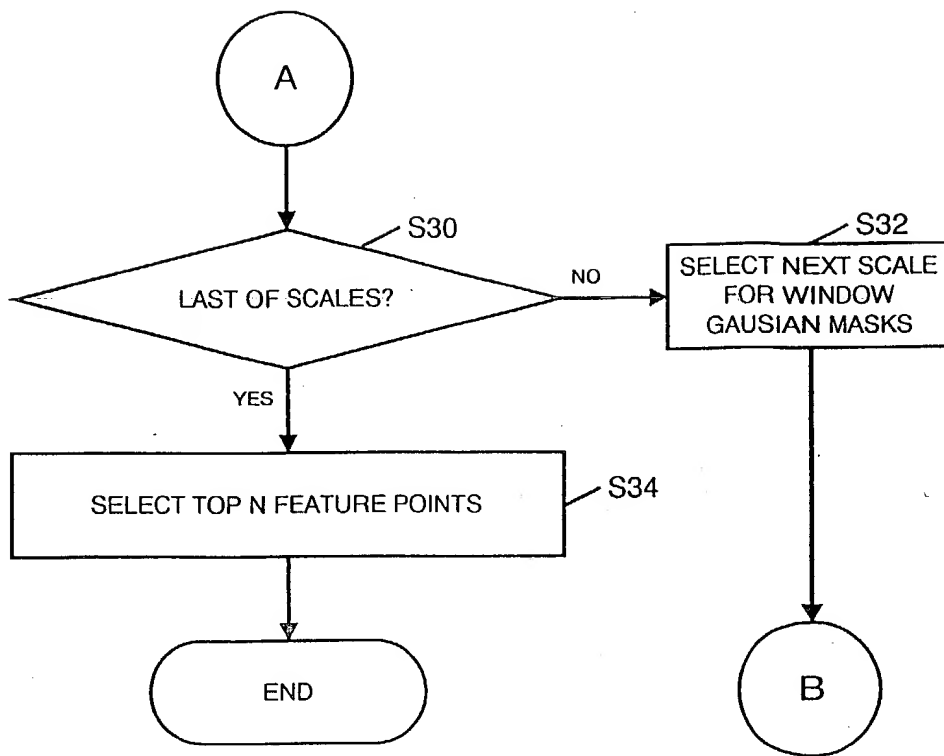 A
S30
LAST OF SCALES?
NO
S32
SELECT NEXT SCALE
FOR WINDOW
GAUSIAN MASKS
YES
SELECT TOP N FEATURE POINTS
S34
END
B